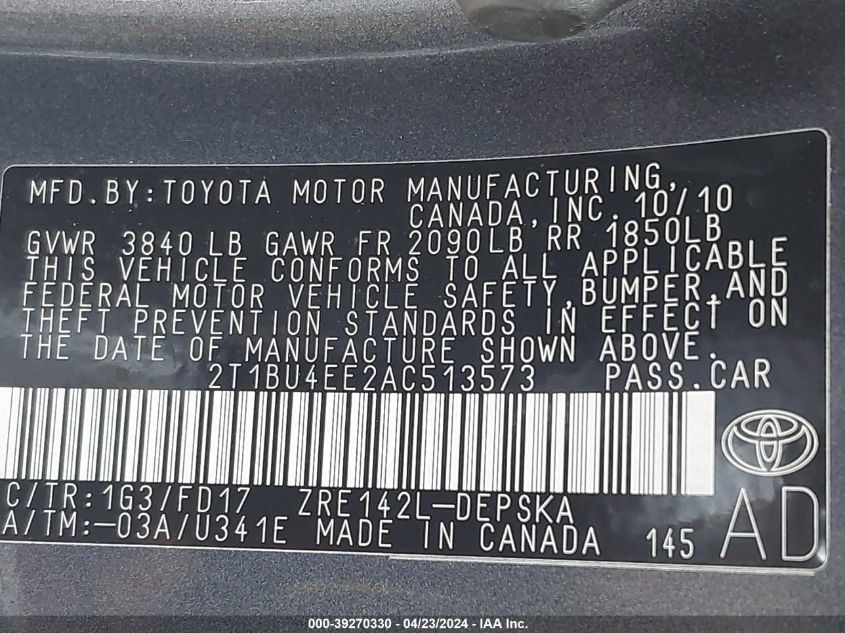 MFD.BY:TOYOTA MOTOR MANUFACTURING,
CANADA,INC. 10/10
GVWR 3840 LB GAWR FR 2090LB RR 1850LB
THIS VEHICLE CONFORMS TO ALL APPLICABLE
FEDERAL MOTOR VEHICLE SAFETY,BUMPER,AND
THEFT PREVENTION STANDARDS IN EFFECT ON
THE DATE OF MANUFACTURE SHOWN ABOVE.
2T1BU4EE2AC513573 PASS.CAR
C/TR:1G3/FD17 ZRE142L-DEPSKA
A/TM:-03A/U341E MADE IN CANADA 145 AD
000-39270330 - 04/23/2024 - IAA Inc.